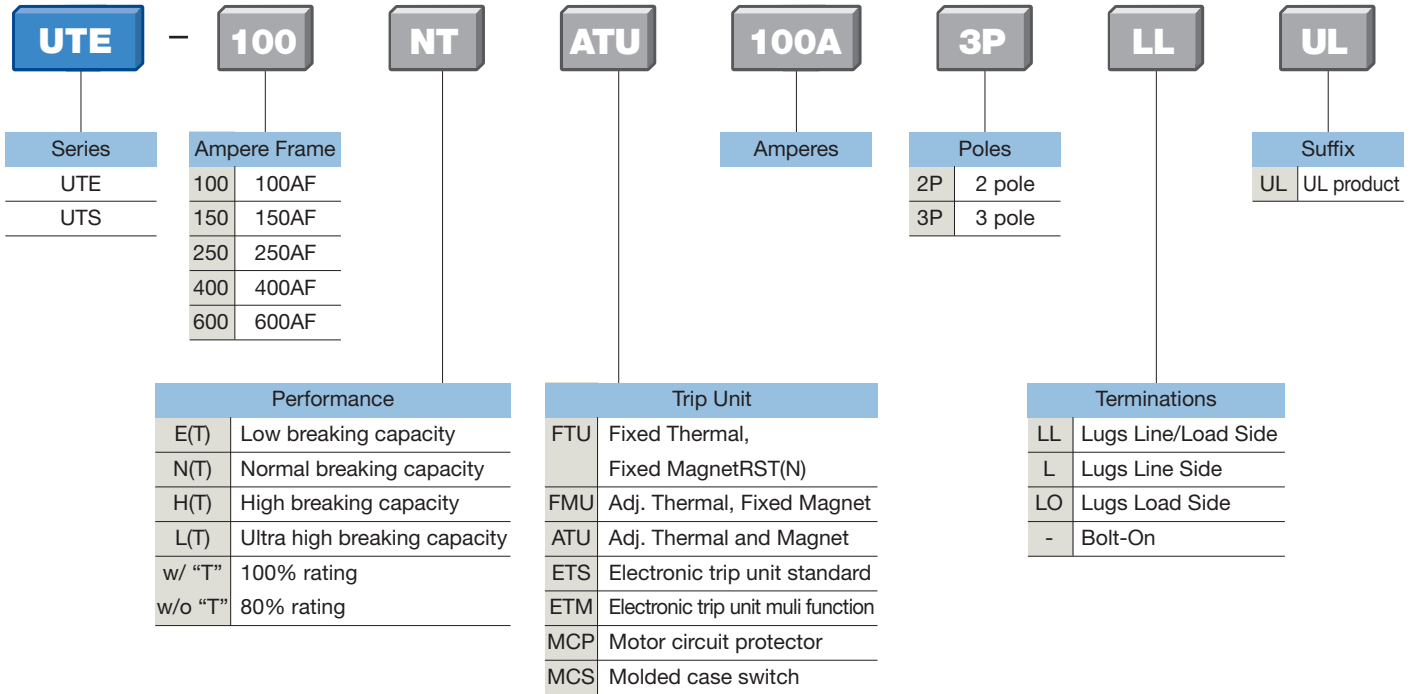 UTE - 100 NT ATU 100A 3P LL UL
Series
UTE
UTS
Ampere Frame
100 100AF
150 150AF
250 250AF
400 400AF
600 600AF
Amperes
Poles
2P 2 pole
3P 3 pole
Suffix
UL UL product
Performance
E(T) Low breaking capacity
N(T) Normal breaking capacity
H(T) High breaking capacity
L(T) Ultra high breaking capacity
w/ “T” 100% rating
w/o “T” 80% rating
Trip Unit
FTU Fixed Thermal,
Fixed MagnetRST(N)
FMU Adj. Thermal, Fixed Magnet
ATU Adj. Thermal and Magnet
ETS Electronic trip unit standard
ETM Electronic trip unit muli function
MCP Motor circuit protector
MCS Molded case switch
Terminations
LL Lugs Line/Load Side
L Lugs Line Side
LO Lugs Load Side
- Bolt-On